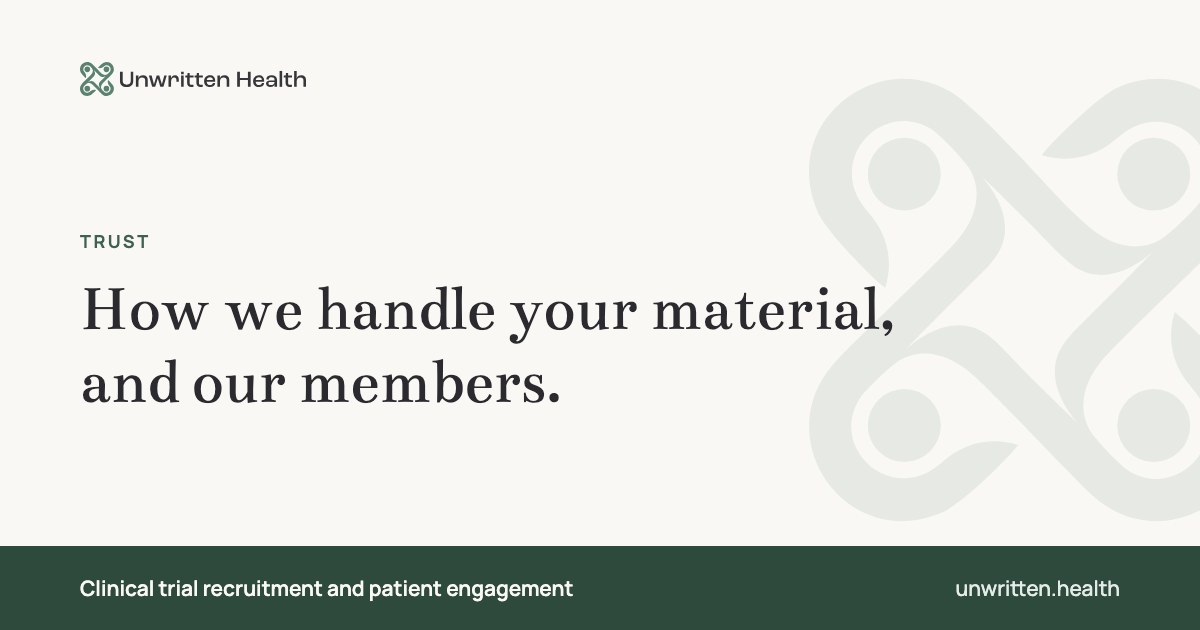 Unwritten Health
TRUST
How we handle your material,
and our members.
Clinical trial recruitment and patient engagement
unwritten.health